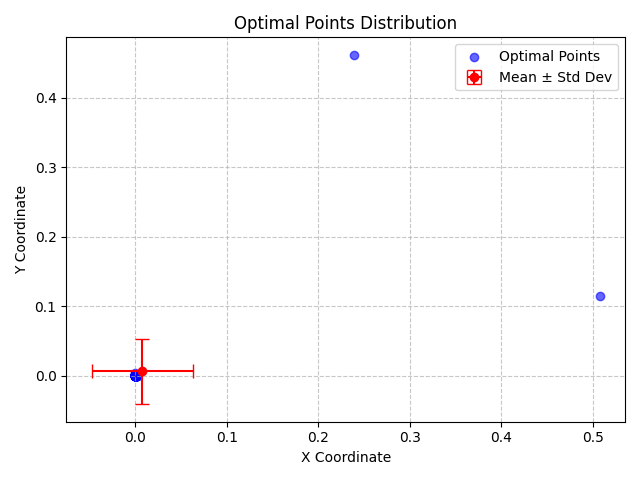 Optimal Points Distribution
Optimal Points
Mean ± Std Dev
Y Coordinate
0.4
0.3
0.2
0.1
0.0
0.0 0.1 0.2 0.3 0.4 0.5
X Coordinate